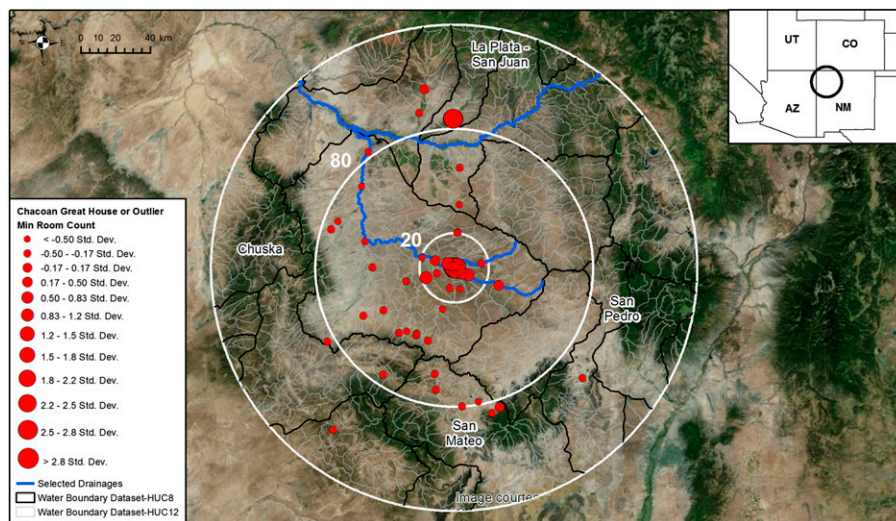 0 20 40 km
La Plata -
San Juan
UT
CO
AZ
NM
80
20
Chuska
San
Pedro
San
Mateo
Chacoan Great House or Outlier
Min Room Count
< -0.50 Std. Dev.
-0.50 - -0.17 Std. Dev.
-0.17 - 0.17 Std. Dev.
0.17 - 0.50 Std. Dev.
0.50 - 0.83 Std. Dev.
0.83 - 1.2 Std. Dev.
1.2 - 1.5 Std. Dev.
1.5 - 1.8 Std. Dev.
1.8 - 2.2 Std. Dev.
2.2 - 2.5 Std. Dev.
2.5 - 2.8 Std. Dev.
> 2.8 Std. Dev.
Selected Drainages
Water Boundary Dataset-HUC8
Water Boundary Dataset-HUC12
Image courtes